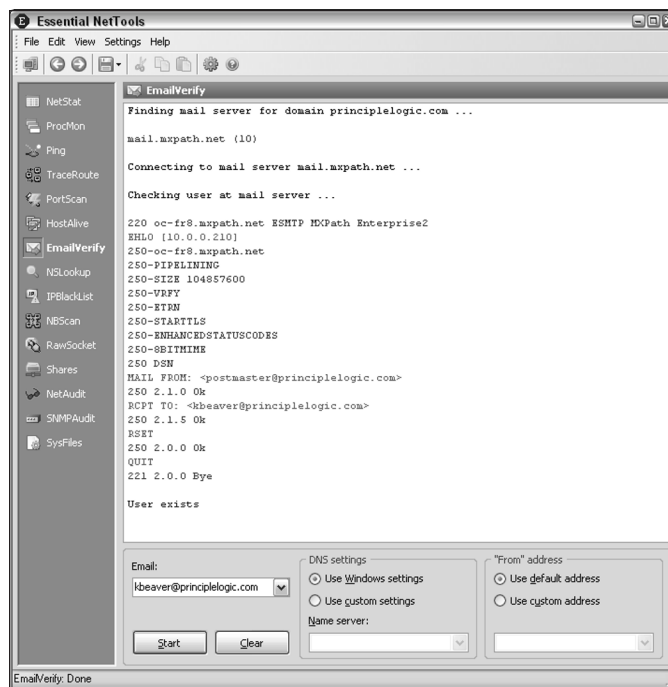 Essential NetTools
File Edit View Settings Help
NetStat
ProcMon
Ping
TraceRoute
PortScan
HostAlive
EmailVerify
NSLookup
IPBlackList
NBScan
RawSocket
Shares
NetAudit
SNMPAudit
SysFiles
EmailVerify
Finding mail server for domain principlelogic.com ...
mail.mxpath.net (10)
Connecting to mail server mail.mxpath.net ...
Checking user at mail server ...
220 oc-fr8.mxpath.net ESMTP MXPath Enterprise2
EHLO [10.0.0.210]
250-oc-fr8.mxpath.net
250-PIPELINING
250-SIZE 104857600
250-VRFY
250-ETRN
250-STARTTLS
250-ENHANCEDSTATUSCODES
250-8BITMIME
250 DSN
MAIL FROM: <postmaster@principlelogic.com>
250 2.1.0 Ok
RCPT TO: <kbeaver@principlelogic.com>
250 2.1.5 Ok
RSET
250 2.0.0 Ok
QUIT
221 2.0.0 Bye
User exists
Email:
kbeaver@principlelogic.com
Start Clear
DNS settings
Use Windows settings
Use custom settings
Name server:
"From" address
Use default address
Use custom address
EmailVerify: Done